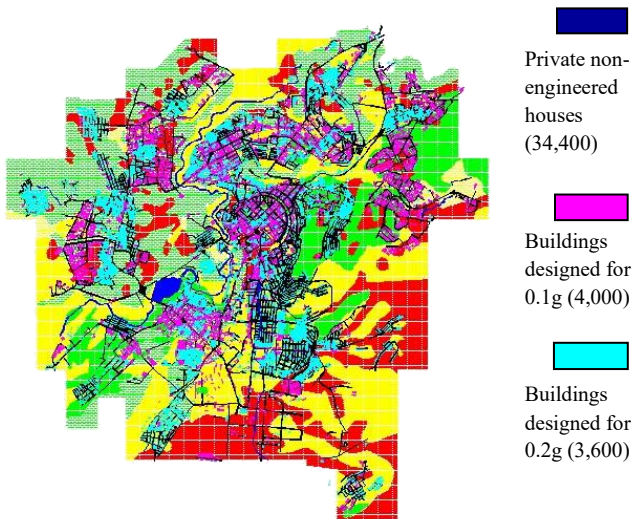 Private non-
engineered
houses
(34,400)
Buildings
designed for
0.1g (4,000)
Buildings
designed for
0.2g (3,600)